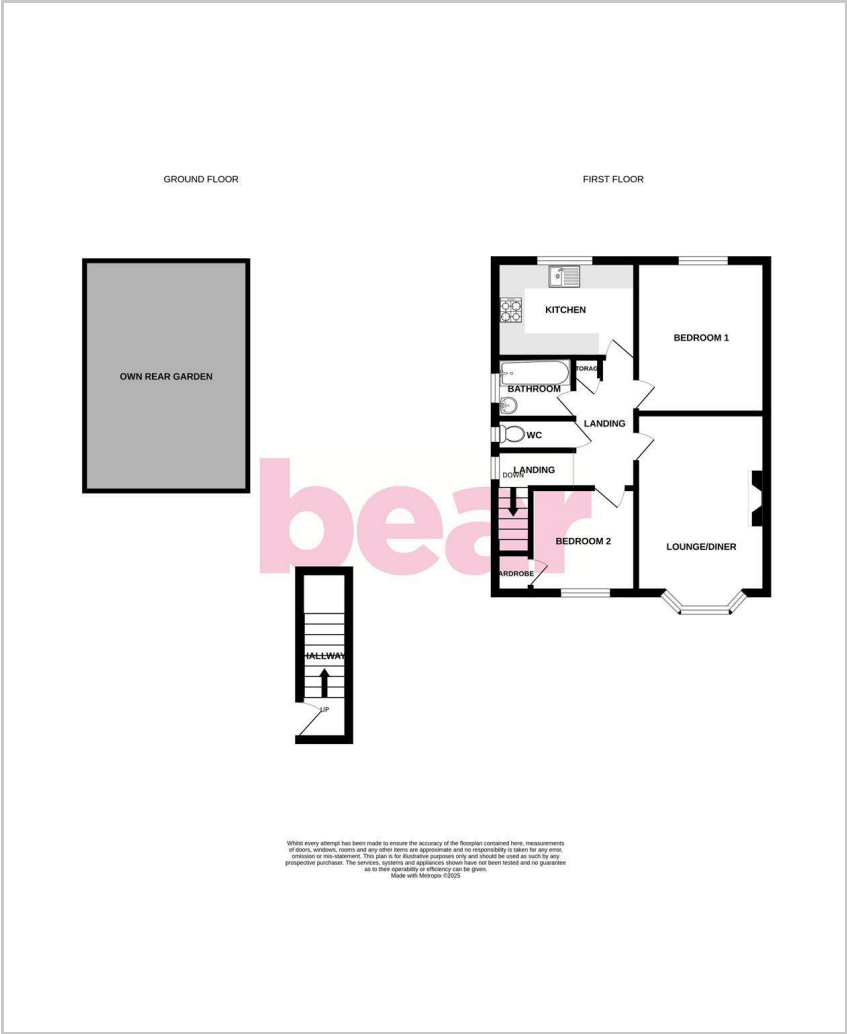 GROUND FLOOR
FIRST FLOOR
OWN REAR GARDEN
KITCHEN
BEDROOM 1
TORAG
BATHROOM
LANDING
WC
LANDING
DOWN
bear
BEDROOM 2
LOUNGE/DINER
ARDROBE
HALLWAY
UP
Whilst every attempt has been made to ensure the accuracy of the floorplan contained here, measurements
of doors, windows, rooms and any other items are approximate and no responsibility is taken for any error,
omission or mis-statement. This plan is for illustrative purposes only and should be used as such by any
prospective purchaser. The services, systems and appliances shown have not been tested and no guarantee
as to their operability or efficiency can be given.
Made with Metropix ©2025